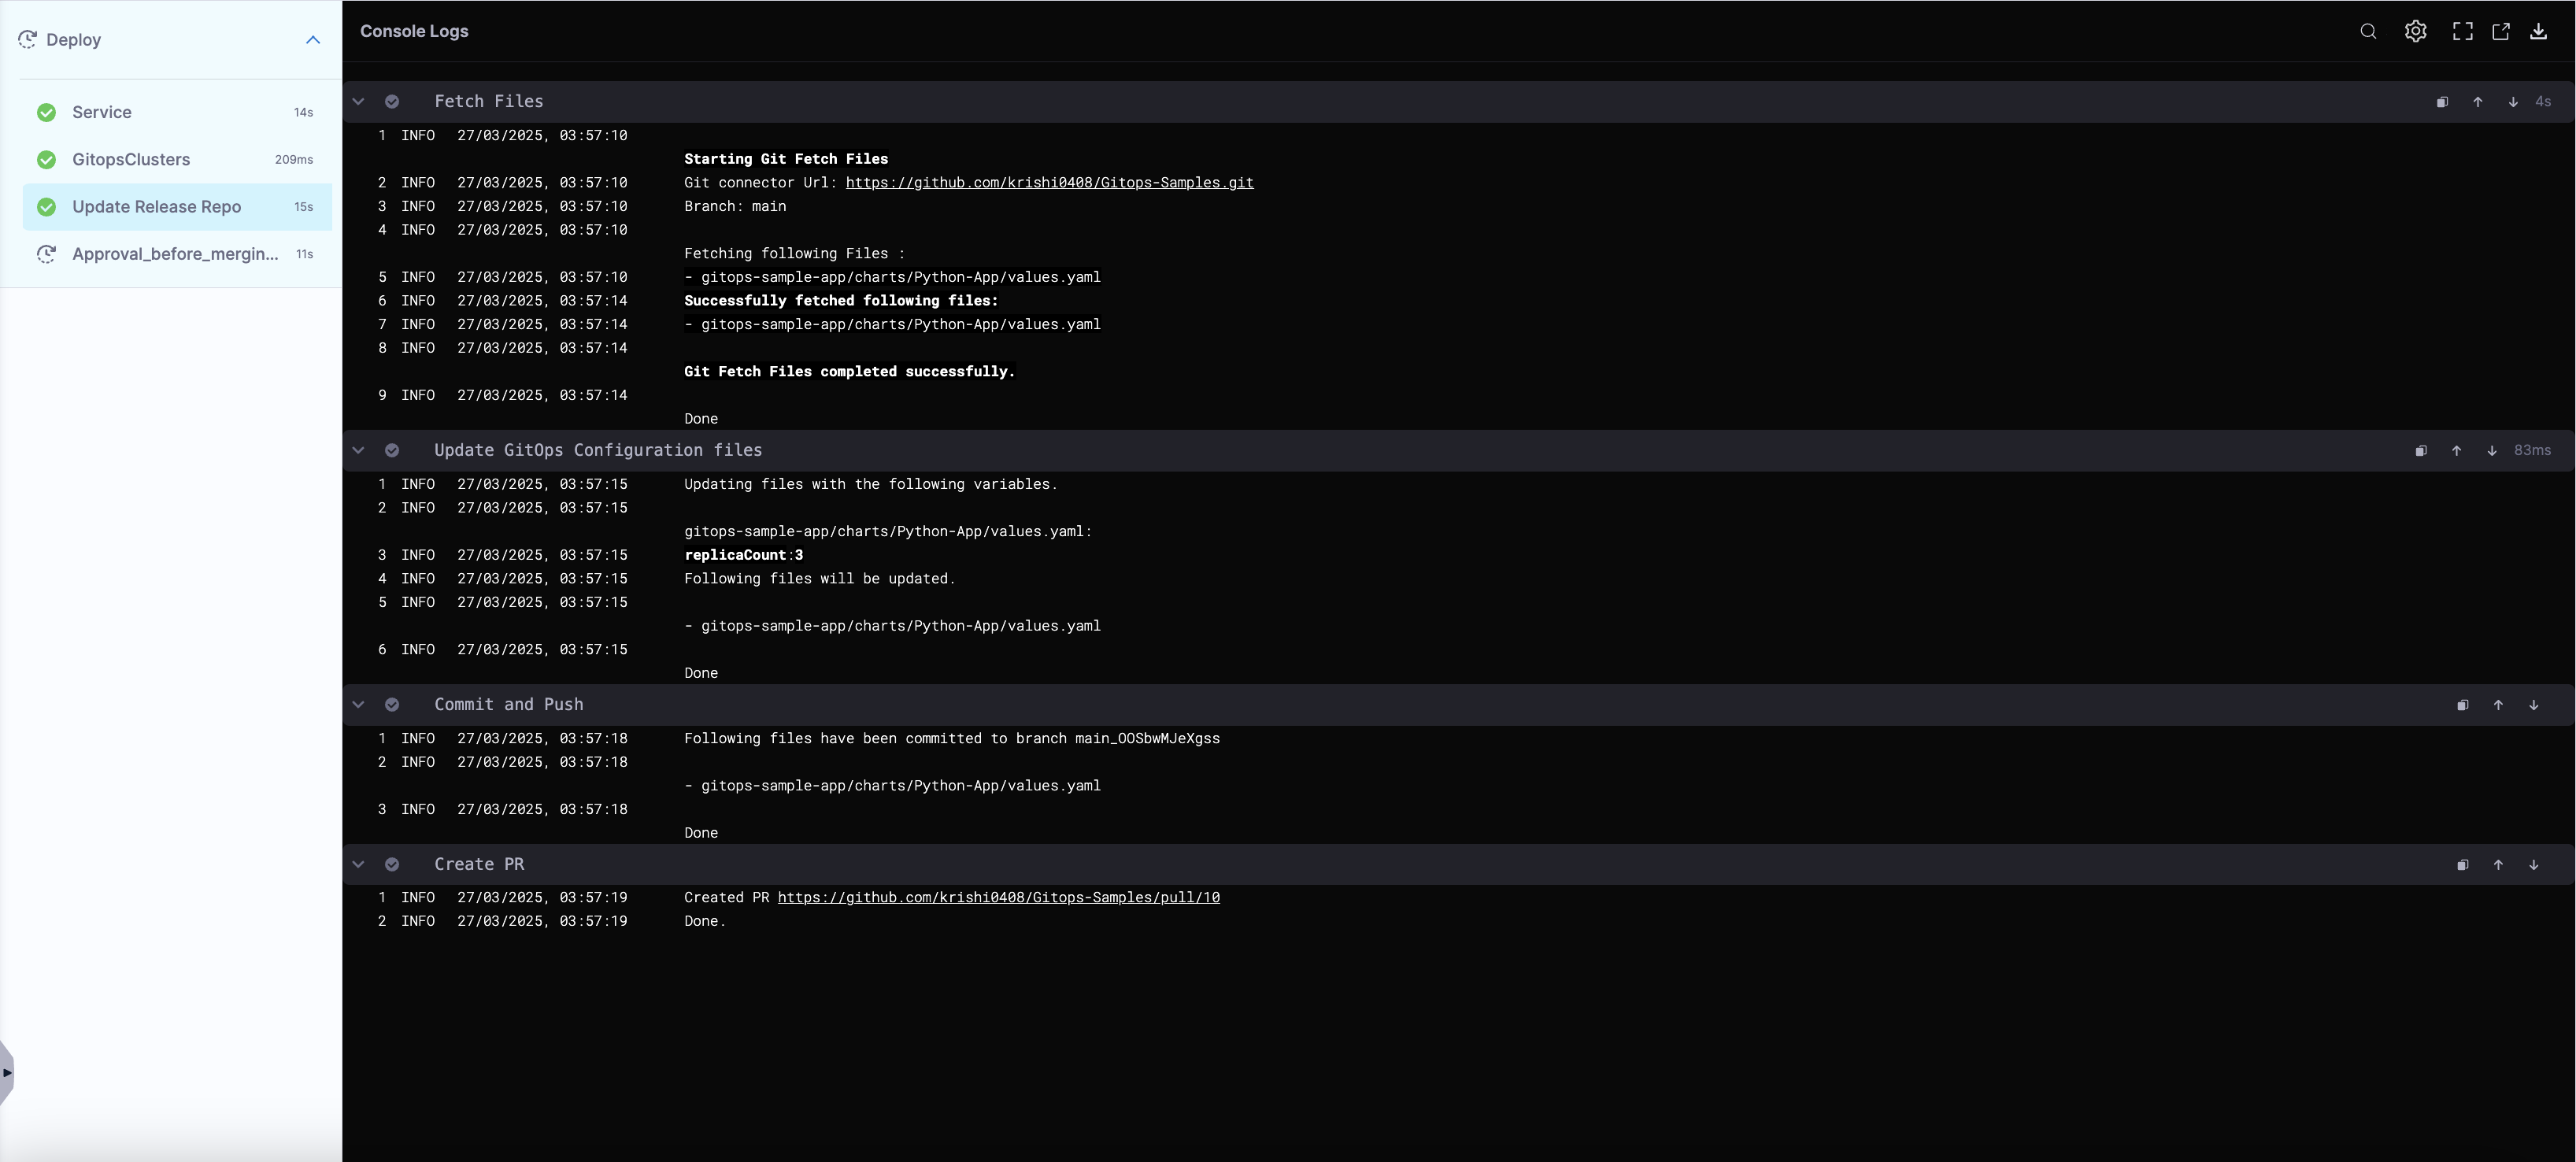 Deploy
Service 14s
GitopsClusters 209ms
Update Release Repo 15s
Approval_before_mergin... 11s
Console Logs
Fetch Files 4s
1 INFO 27/03/2025, 03:57:10
Starting Git Fetch Files
2 INFO 27/03/2025, 03:57:10 Git connector Url: https://github.com/krishi0408/Gitops-Samples.git
3 INFO 27/03/2025, 03:57:10 Branch: main
4 INFO 27/03/2025, 03:57:10
Fetching following Files :
5 INFO 27/03/2025, 03:57:10 - gitops-sample-app/charts/Python-App/values.yaml
6 INFO 27/03/2025, 03:57:14 Successfully fetched following files:
7 INFO 27/03/2025, 03:57:14 - gitops-sample-app/charts/Python-App/values.yaml
8 INFO 27/03/2025, 03:57:14
Git Fetch Files completed successfully.
9 INFO 27/03/2025, 03:57:14
Done
Update GitOps Configuration files 83ms
1 INFO 27/03/2025, 03:57:15 Updating files with the following variables.
2 INFO 27/03/2025, 03:57:15
gitops-sample-app/charts/Python-App/values.yaml:
3 INFO 27/03/2025, 03:57:15 replicaCount:3
4 INFO 27/03/2025, 03:57:15 Following files will be updated.
5 INFO 27/03/2025, 03:57:15
- gitops-sample-app/charts/Python-App/values.yaml
6 INFO 27/03/2025, 03:57:15
Done
Commit and Push
1 INFO 27/03/2025, 03:57:18 Following files have been committed to branch main_OOSbwMJeXgss
2 INFO 27/03/2025, 03:57:18
- gitops-sample-app/charts/Python-App/values.yaml
3 INFO 27/03/2025, 03:57:18
Done
Create PR
1 INFO 27/03/2025, 03:57:19 Created PR https://github.com/krishi0408/Gitops-Samples/pull/10
2 INFO 27/03/2025, 03:57:19 Done.